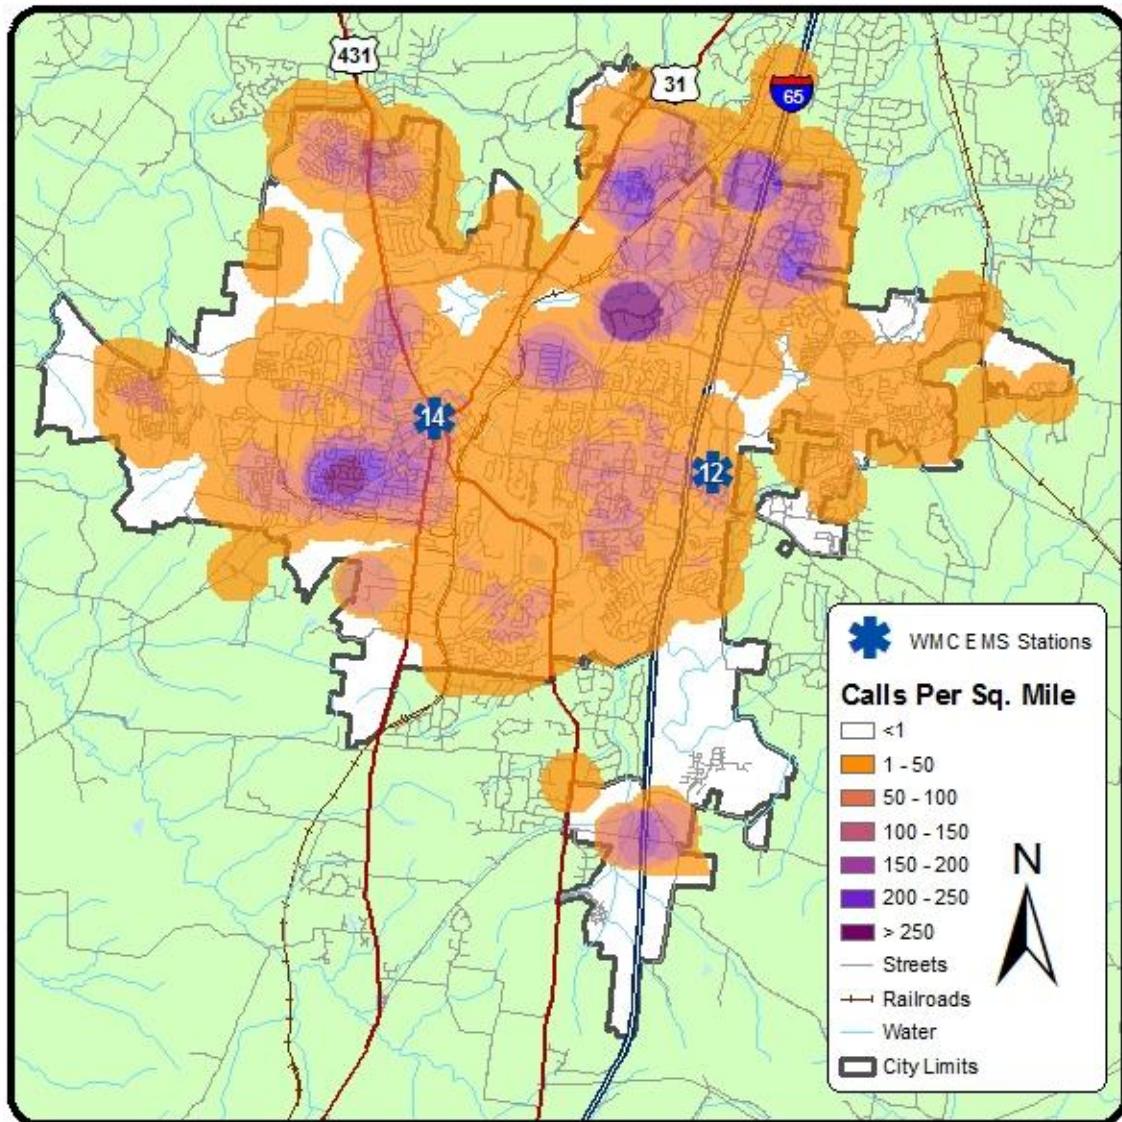 431
31
65
14
12
WMC EMS Stations
Calls Per Sq. Mile
<1
1 - 50
50 - 100
100 - 150
150 - 200
200 - 250
> 250
Streets
Railroads
Water
City Limits
N